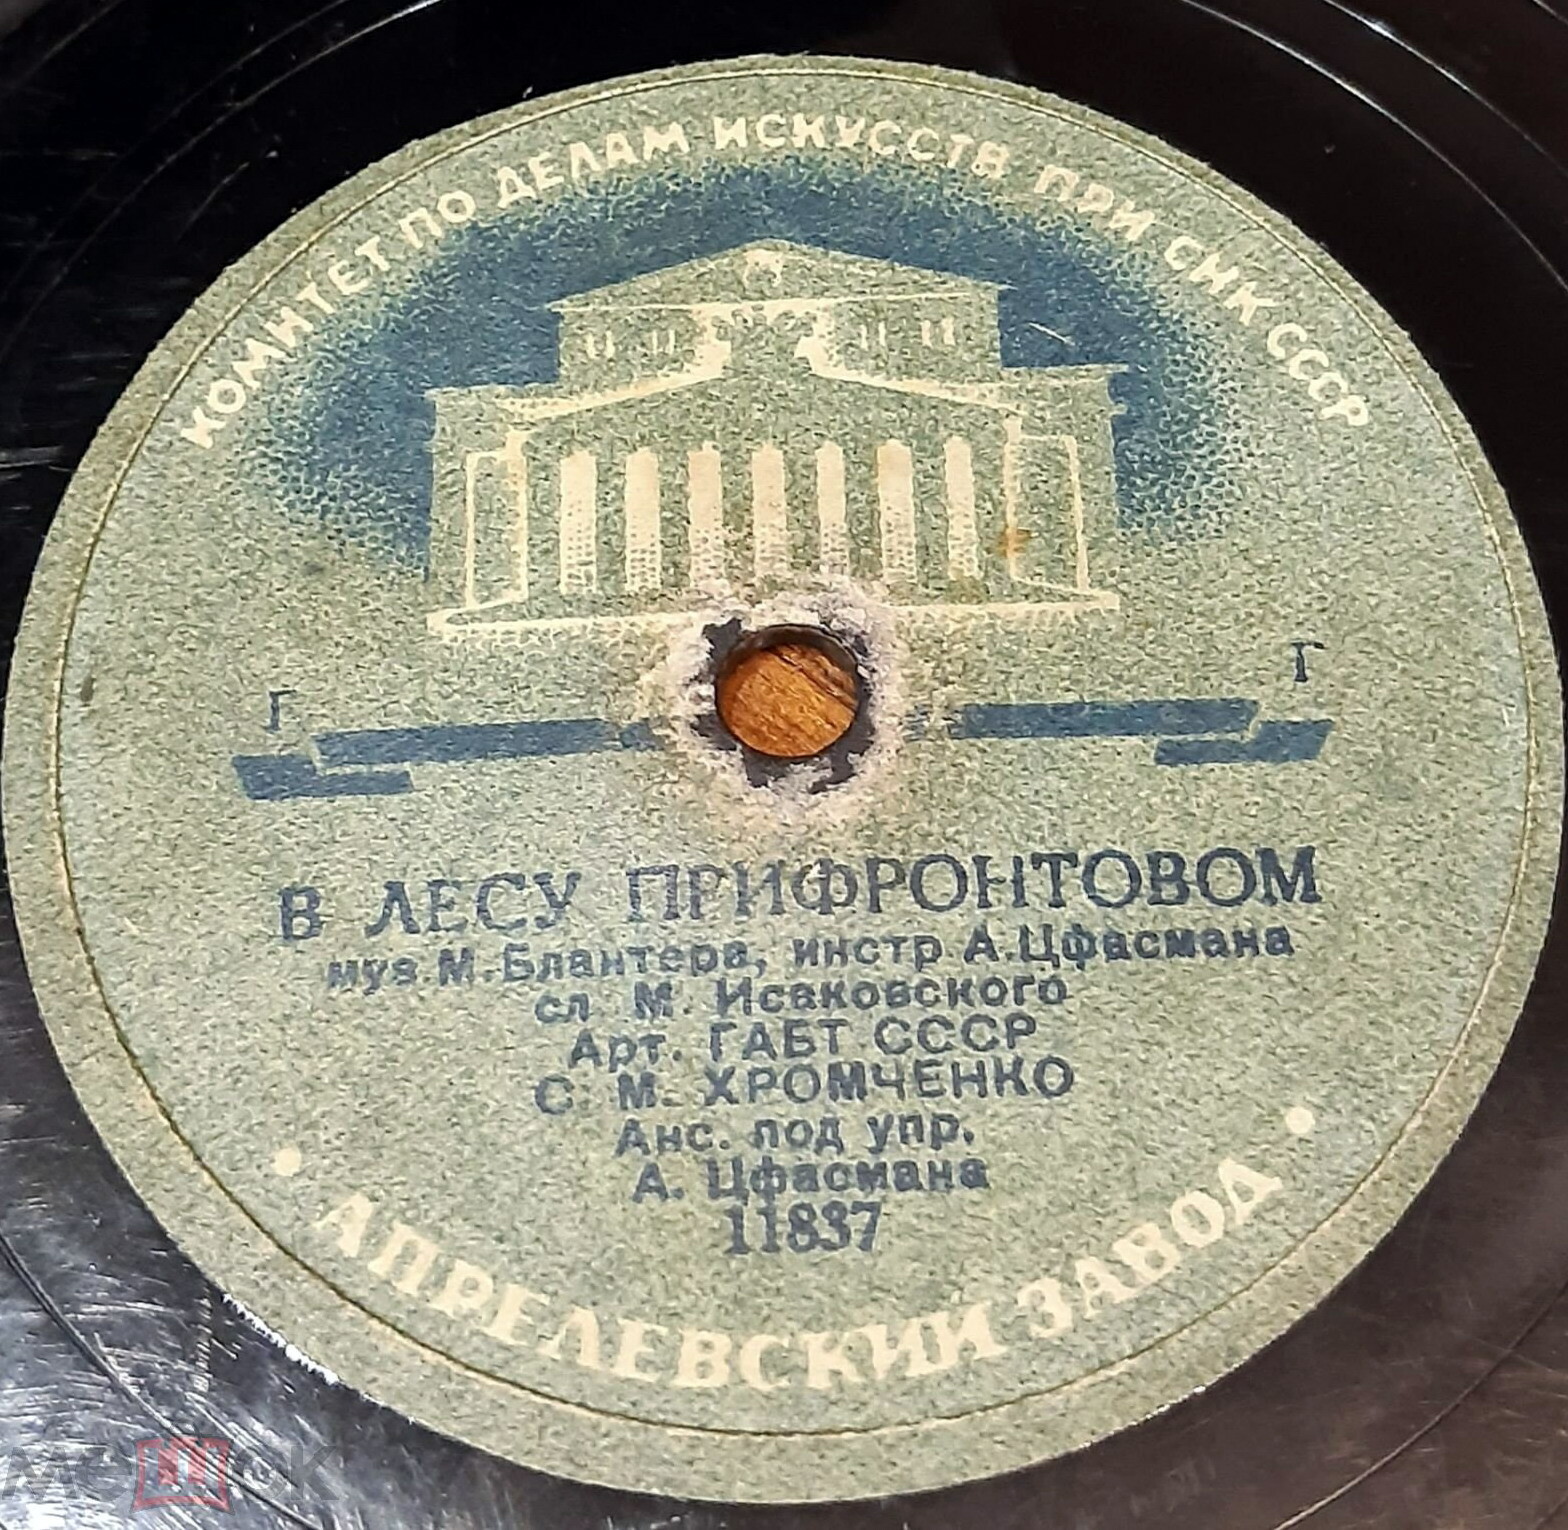 КОМИТЕТ ПО ДЕЛАМ ИСКУССТВ ПРИ СНК СССР
Г Г
В ЛЕСУ ПРИФРОНТОВОМ
муз М. Блантера, инстр А. Цфасмана
сл М. Исаковского
Арт. ГАБТ СССР
С М. ХРОМЧЕНКО
Анс. под упр.
А. Цфасмана
11837
• АПРЕЛЕВСКИЙ ЗАВОД •
мешок